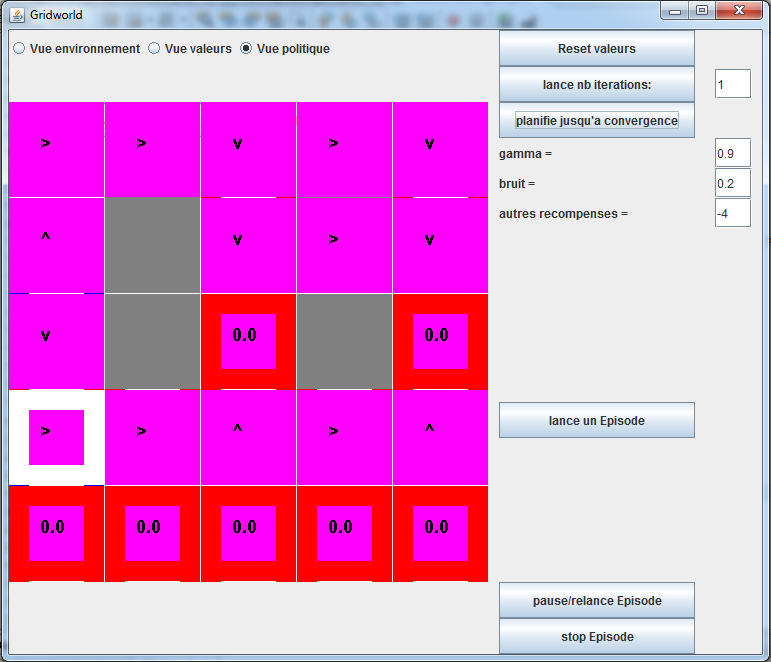 Gridworld
Vue environnement Vue valeurs Vue politique
Reset valeurs
lance nb iterations: 1
planifie jusqu'a convergence
gamma = 0.9
bruit = 0.2
autres recompenses = -4
> > v > v
^ v > v
v 0.0 0.0
> > ^ > ^
0.0 0.0 0.0 0.0 0.0
lance un Episode
pause/relance Episode
stop Episode